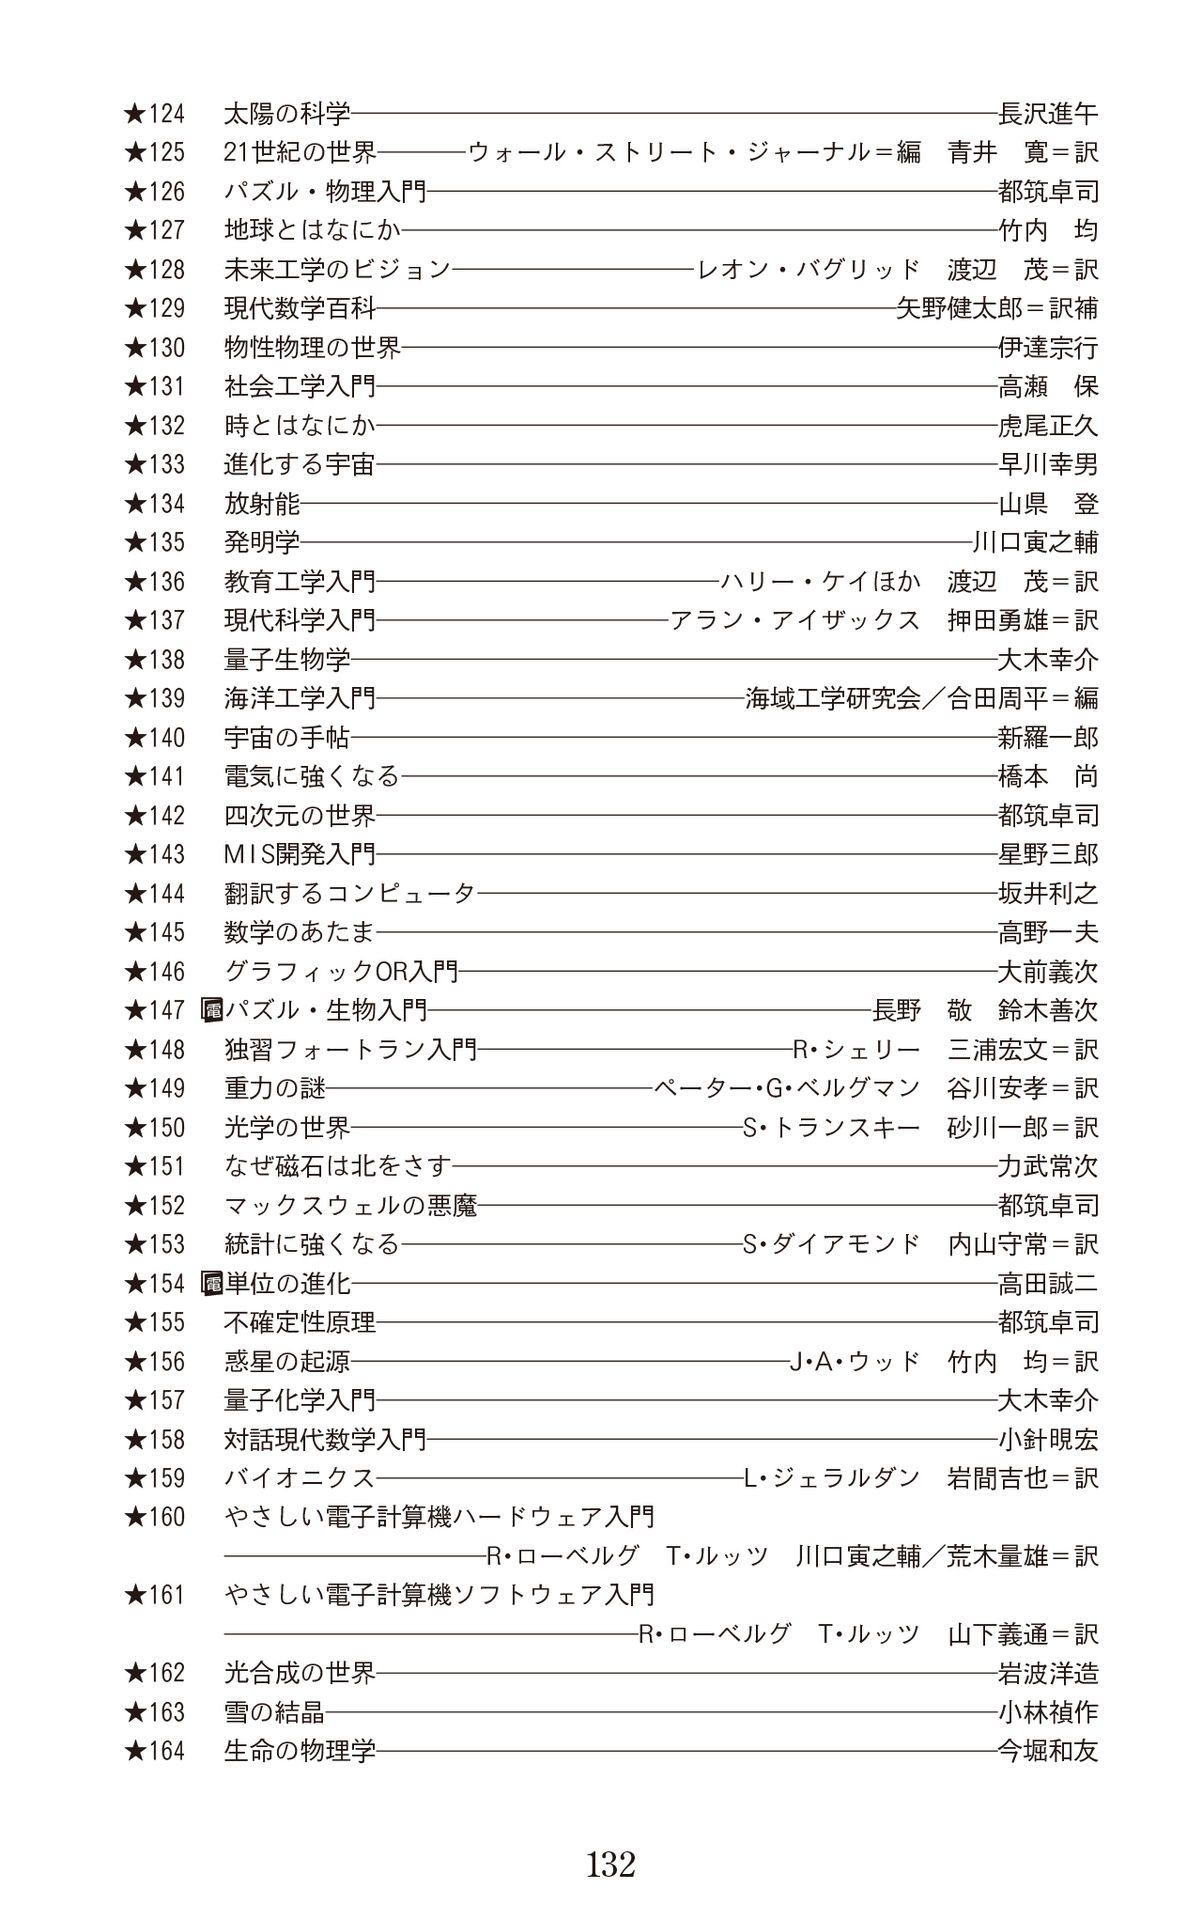 ★124 太陽の科学――長沢進午
★125 21世紀の世界――ウォール・ストリート・ジャーナル＝編　青井　寛＝訳
★126 パズル・物理入門――都筑卓司
★127 地球とはなにか――竹内　均
★128 未来工学のビジョン――レオン・バグリッド　渡辺　茂＝訳
★129 現代数学百科――矢野健太郎＝訳補
★130 物性物理の世界――伊達宗行
★131 社会工学入門――高瀬　保
★132 時とはなにか――虎尾正久
★133 進化する宇宙――早川幸男
★134 放射能――山県　登
★135 発明学――川口寅之輔
★136 教育工学入門――ハリー・ケイほか　渡辺　茂＝訳
★137 現代科学入門――アラン・アイザックス　押田勇雄＝訳
★138 量子生物学――大木幸介
★139 海洋工学入門――海域工学研究会／合田周平＝編
★140 宇宙の手帖――新羅一郎
★141 電気に強くなる――橋本　尚
★142 四次元の世界――都筑卓司
★143 MIS開発入門――星野三郎
★144 翻訳するコンピュータ――坂井利之
★145 数学のあたま――高野一夫
★146 グラフィックOR入門――大前義次
★147 電 パズル・生物入門――長野　敬　鈴木善次
★148 独習フォートラン入門――R・シェリー　三浦宏文＝訳
★149 重力の謎――ペーター・G・ベルグマン　谷川安孝＝訳
★150 光学の世界――S・トランスキー　砂川一郎＝訳
★151 なぜ磁石は北をさす――力武常次
★152 マックスウェルの悪魔――都筑卓司
★153 統計に強くなる――S・ダイアモンド　内山守常＝訳
★154 電 単位の進化――高田誠二
★155 不確定性原理――都筑卓司
★156 惑星の起源――J・A・ウッド　竹内　均＝訳
★157 量子化学入門――大木幸介
★158 対話現代数学入門――小針晛宏
★159 バイオニクス――L・ジェラルダン　岩間吉也＝訳
★160 やさしい電子計算機ハードウェア入門
――R・ローベルグ　T・ルッツ　川口寅之輔／荒木量雄＝訳
★161 やさしい電子計算機ソフトウェア入門
――R・ローベルグ　T・ルッツ　山下義通＝訳
★162 光合成の世界――岩波洋造
★163 雪の結晶――小林禎作
★164 生命の物理学――今堀和友
132